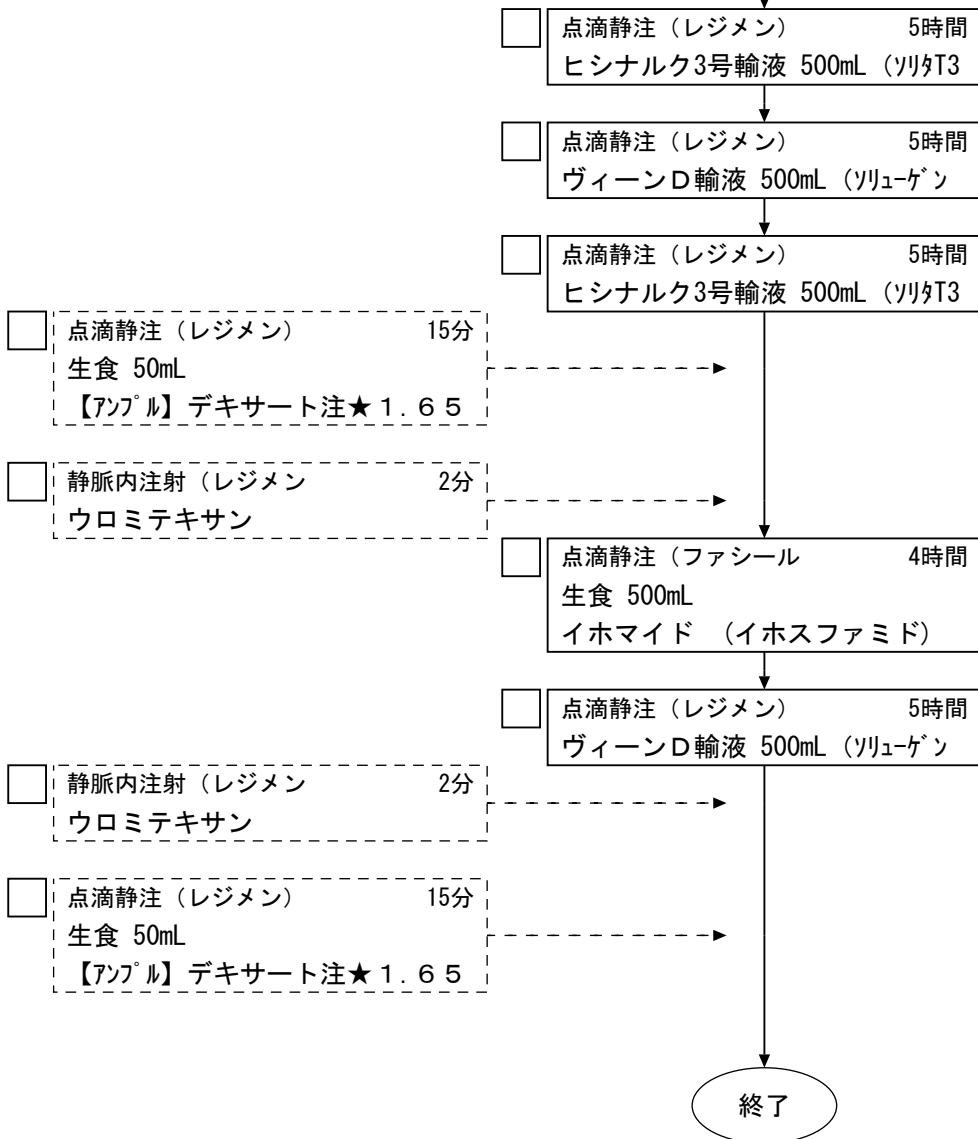 点滴静注（レジメン） 5時間
ヒシナルク3号輸液 500mL（ｿﾘﾀT3
点滴静注（レジメン） 5時間
ヴィーンＤ輸液 500mL（ｿﾘｭｰｹﾞﾝ
点滴静注（レジメン） 5時間
ヒシナルク3号輸液 500mL（ｿﾘﾀT3
点滴静注（レジメン） 15分
生食 50mL
【ｱﾝﾌﾟﾙ】デキサート注★１.６５
静脈内注射（レジメン 2分
ウロミテキサン
点滴静注（ファシール 4時間
生食 500mL
イホマイド （イホスファミド）
点滴静注（レジメン） 5時間
ヴィーンＤ輸液 500mL（ｿﾘｭｰｹﾞﾝ
静脈内注射（レジメン 2分
ウロミテキサン
点滴静注（レジメン） 15分
生食 50mL
【ｱﾝﾌﾟﾙ】デキサート注★１.６５
終了